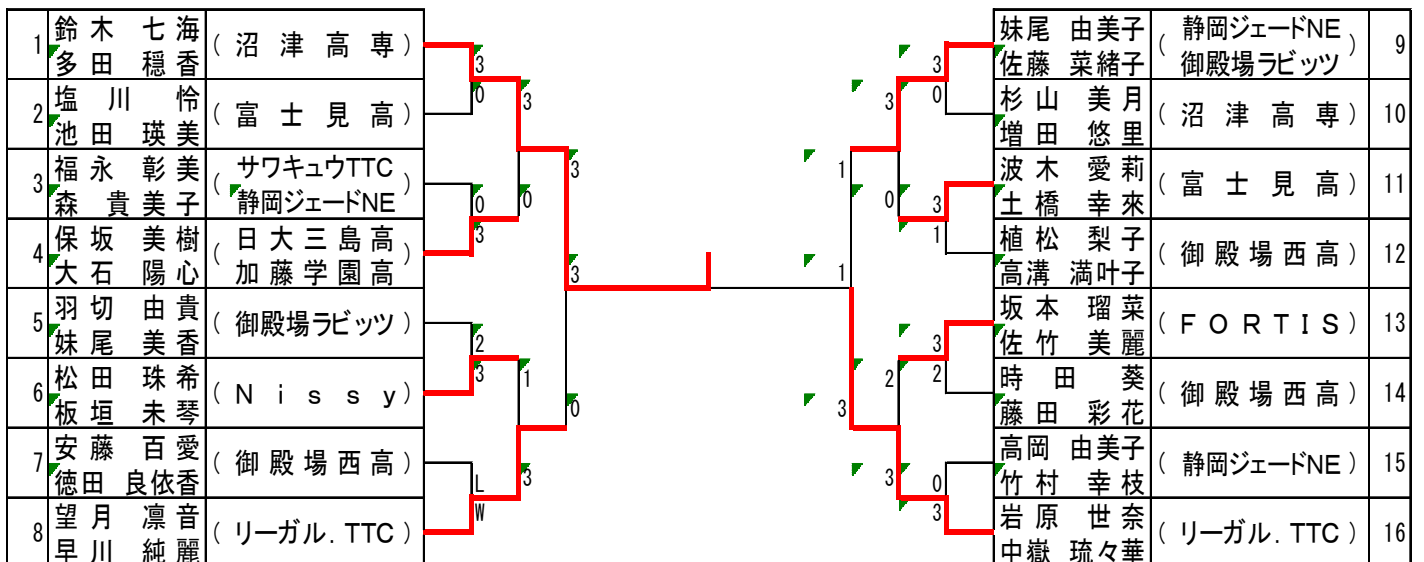 1 鈴木 七海 (沼津高専)
多田 穏香
3
0
2 塩川 怜 (富士見高)
池田 瑛美
3
3 福永 彰美 (サワキュウTTC
森 貴美子 静岡ジェードNE)
0
3
0
4 保坂 美樹 (日大三島高
大石 陽心 加藤学園高)
3
3
5 羽切 由貴 (御殿場ラビッツ)
妹尾 美香
2
3
6 松田 珠希 (Nissy)
板垣 未琴
1
0
7 安藤 百愛 (御殿場西高)
徳田 良依香
L
W
3
8 望月 凛音 (リーガル.TTC)
早川 純麗
妹尾 由美子 (静岡ジェードNE 9
佐藤 菜緒子 御殿場ラビッツ)
3
0
3
杉山 美月 (沼津高専) 10
増田 悠里
1
波木 愛莉 (富士見高) 11
土橋 幸來
0
3
1
植松 梨子 (御殿場西高) 12
高溝 満叶子
1
坂本 瑠菜 (FORTIS) 13
佐竹 美麗
3
2
2
時田 葵 (御殿場西高) 14
藤田 彩花
3
高岡 由美子 (静岡ジェードNE) 15
竹村 幸枝
3
0
3
岩原 世奈 (リーガル.TTC) 16
中嶽 琉々華